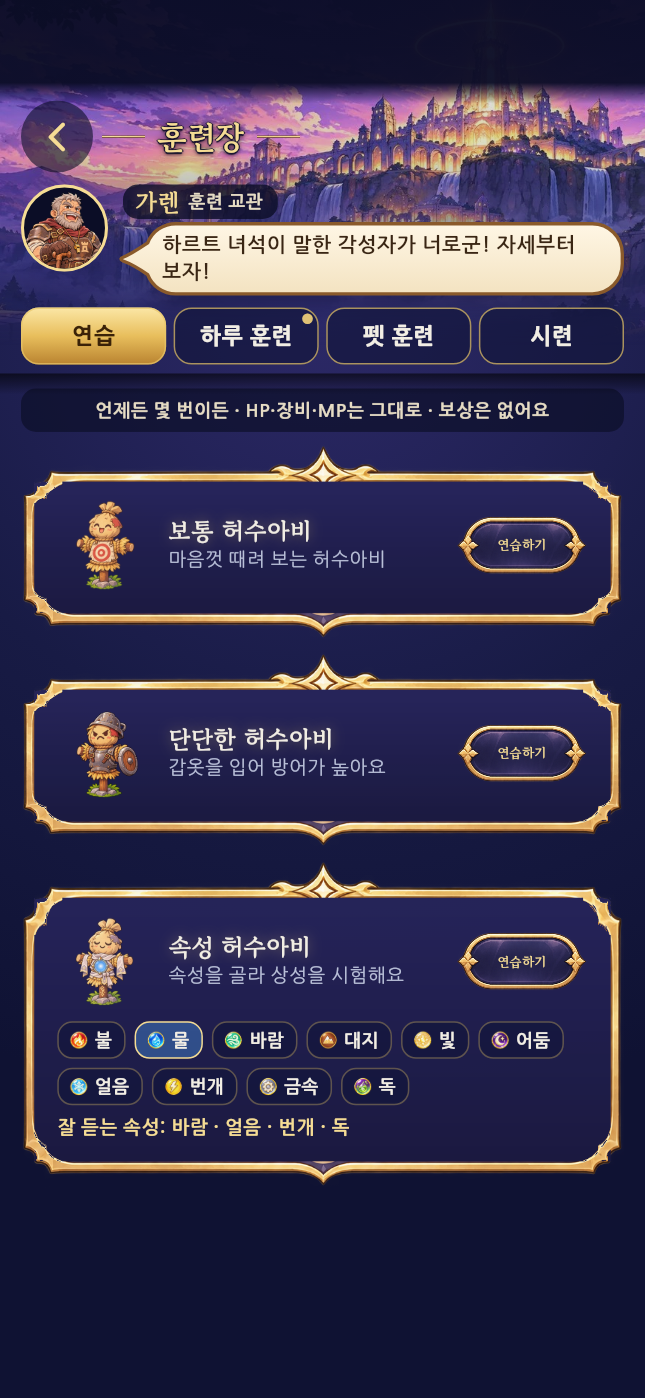 훈련장
가렌 훈련 교관
하르트 녀석이 말한 각성자가 너로군! 자세부터
보자!
연습 하루 훈련 펫 훈련 시련
언제든 몇 번이든 · HP·장비·MP는 그대로 · 보상은 없어요
보통 허수아비
마음껏 때려 보는 허수아비
연습하기
단단한 허수아비
갑옷을 입어 방어가 높아요
연습하기
속성 허수아비
속성을 골라 상성을 시험해요
연습하기
불 물 바람 대지 빛 어둠
얼음 번개 금속 독
잘 듣는 속성: 바람 · 얼음 · 번개 · 독